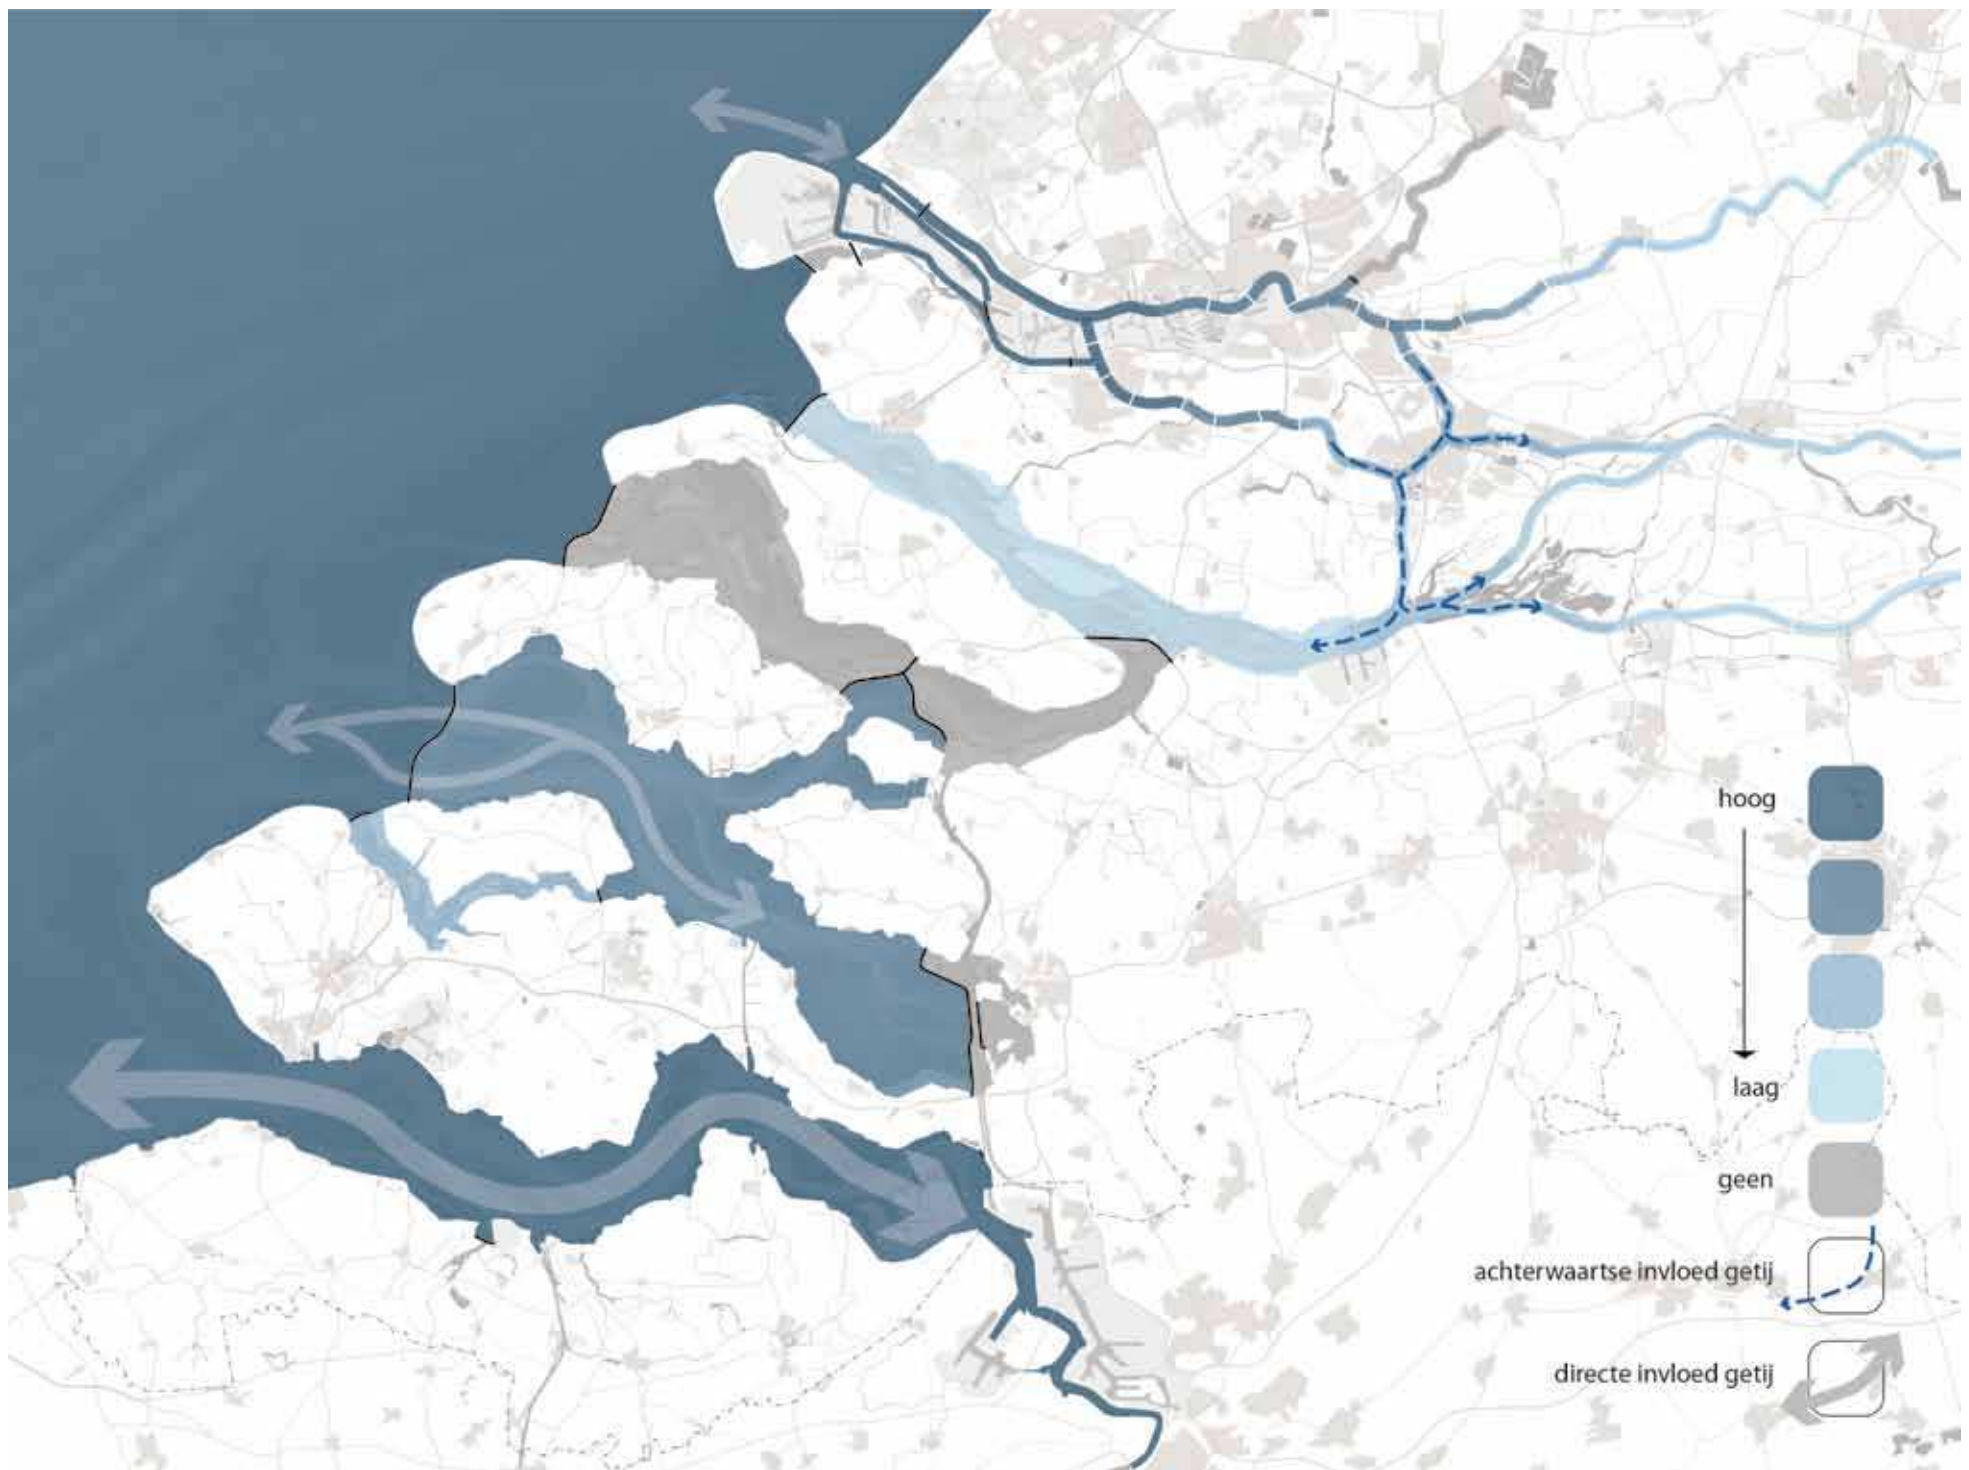 hoog
laag
geen
achterwaartse invloed getij
directe invloed getij